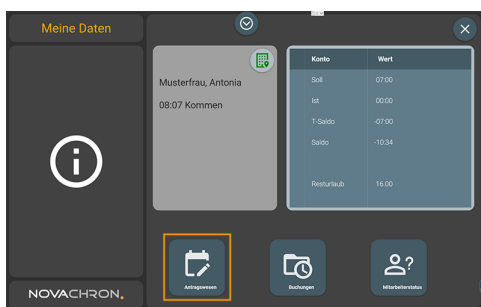 Meine Daten
Musterfrau, Antonia
08:07 Kommen
Konto Wert
Soll 07:00
Ist 00:00
T-Saldo -07:00
Saldo -10:34
Resturlaub 16.00
Antragswesen
Buchungen
Mitarbeiterstatus
?
NOVACHRON.